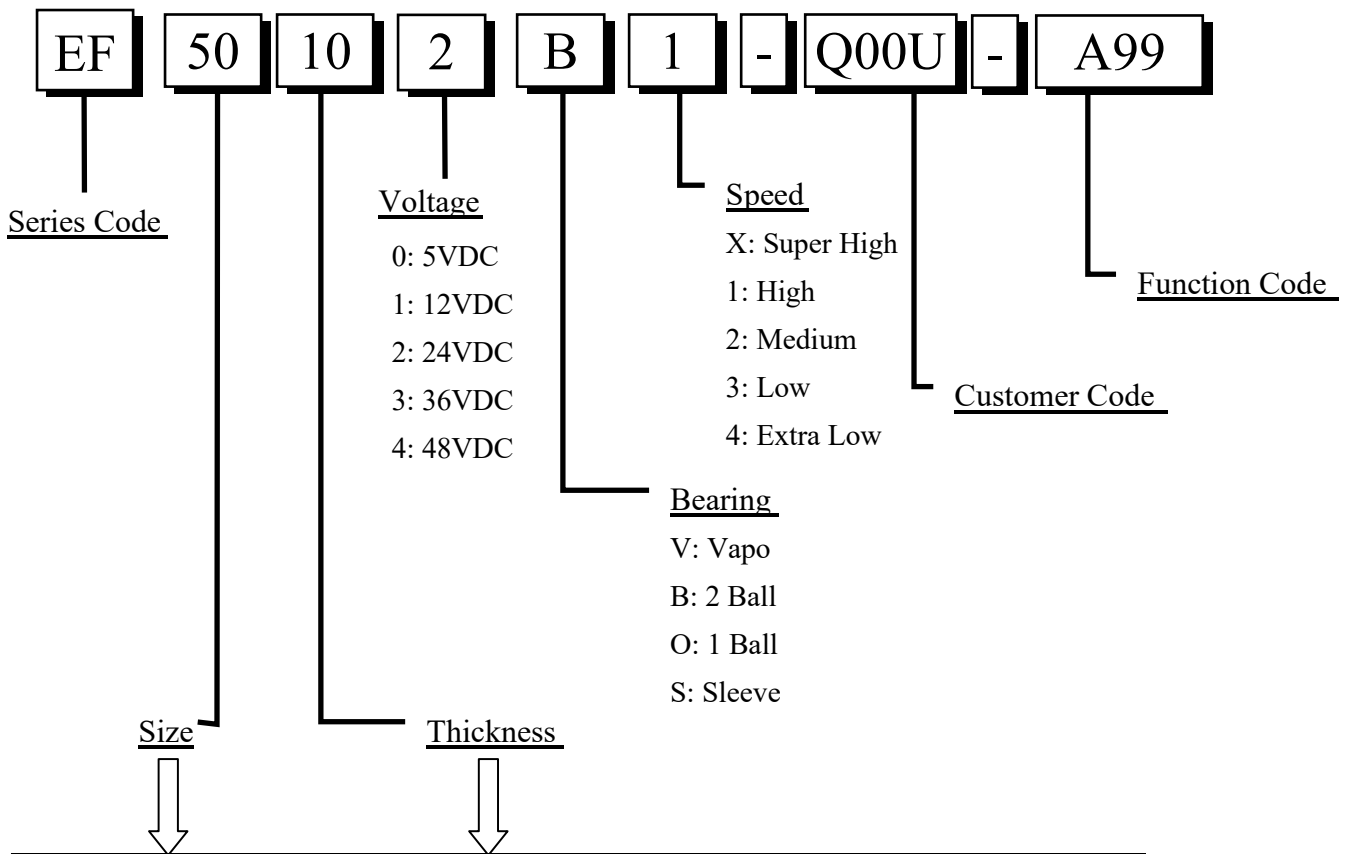 EF 50 10 2 B 1 - Q00U - A99
Series Code
Voltage
0: 5VDC
1: 12VDC
2: 24VDC
3: 36VDC
4: 48VDC
Speed
X: Super High
1: High
2: Medium
3: Low
4: Extra Low
Function Code
Customer Code
Bearing
V: Vapo
B: 2 Ball
O: 1 Ball
S: Sleeve
Size
Thickness